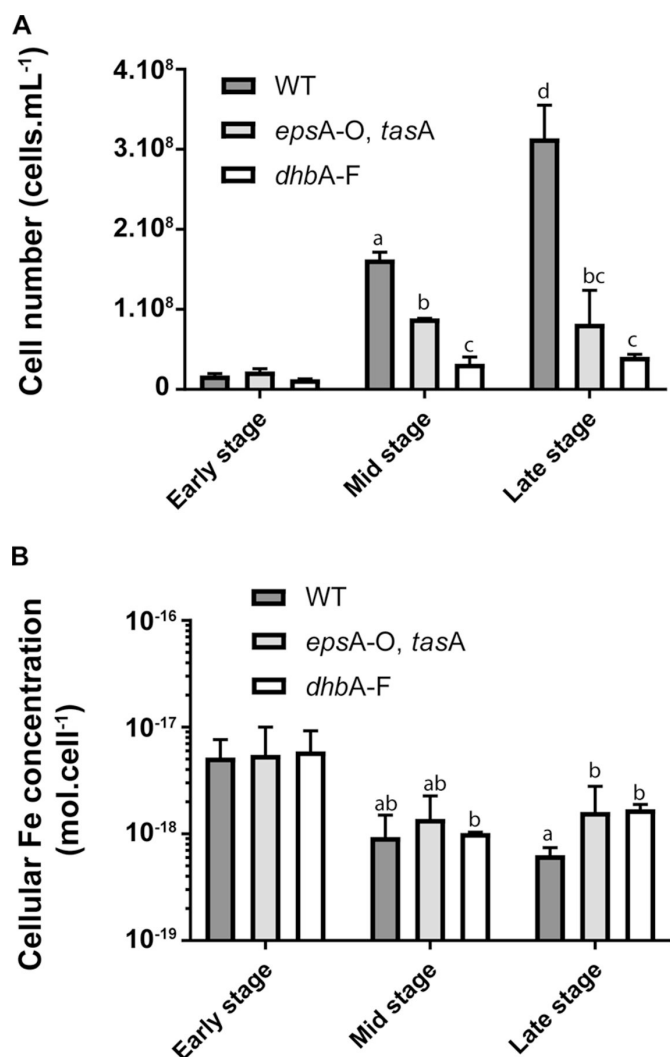 A
Cell number (cells.mL⁻¹)
4.10⁸
3.10⁸
2.10⁸
1.10⁸
0
WT
epsA-O, tasA
dhbA-F
a
b
c
d
bc
c
Early stage
Mid stage
Late stage
B
Cellular Fe concentration
(mol.cell⁻¹)
10⁻¹⁶
10⁻¹⁷
10⁻¹⁸
10⁻¹⁹
WT
epsA-O, tasA
dhbA-F
ab
ab
b
a
b
b
Early stage
Mid stage
Late stage